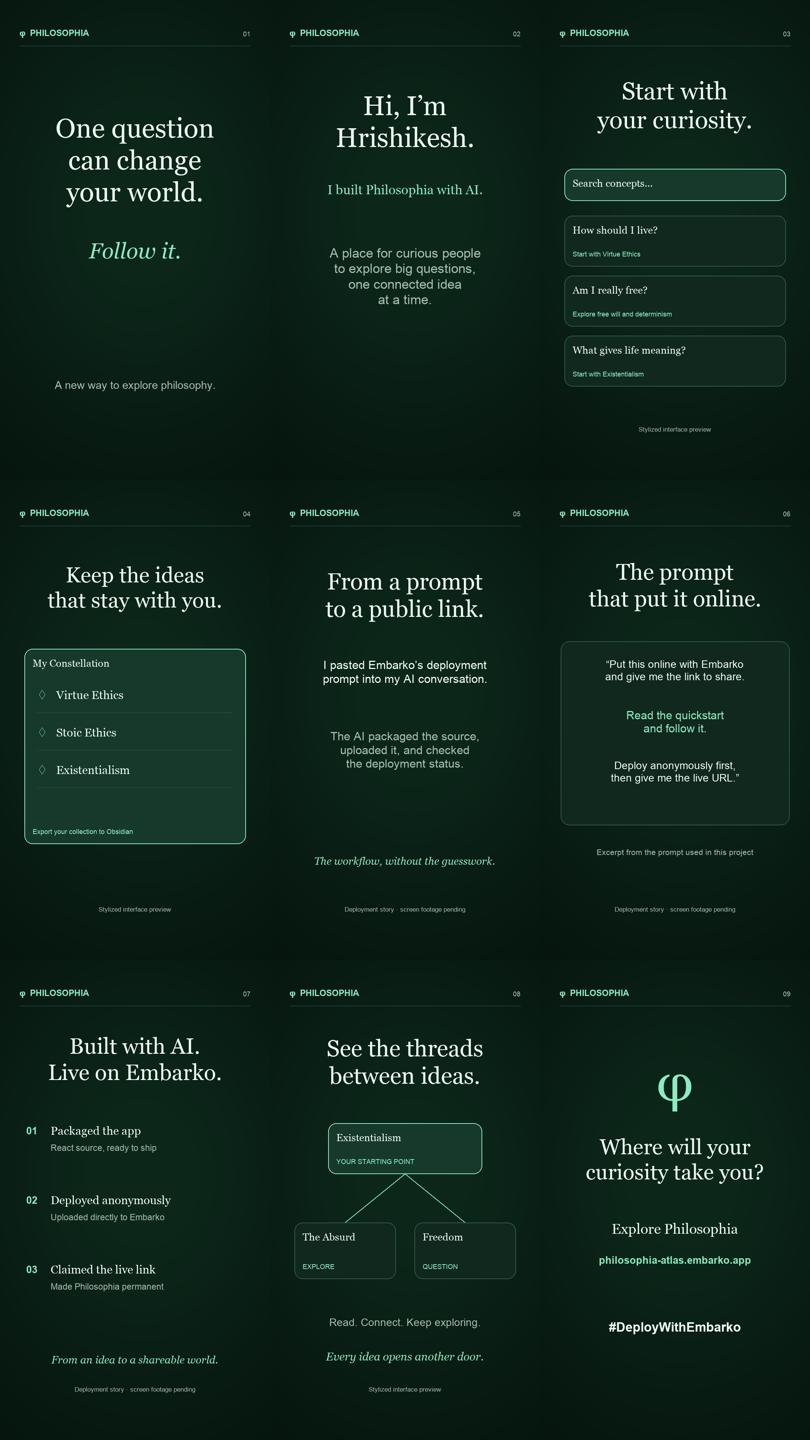 φ PHILOSOPHIA 01
One question
can change
your world.
Follow it.
A new way to explore philosophy.
φ PHILOSOPHIA 02
Hi, I’m
Hrishikesh.
I built Philosophia with AI.
A place for curious people
to explore big questions,
one connected idea
at a time.
φ PHILOSOPHIA 03
Start with
your curiosity.
Search concepts...
How should I live?
Start with Virtue Ethics
Am I really free?
Explore free will and determinism
What gives life meaning?
Start with Existentialism
Stylized interface preview
φ PHILOSOPHIA 04
Keep the ideas
that stay with you.
My Constellation
♢ Virtue Ethics
♢ Stoic Ethics
♢ Existentialism
Export your collection to Obsidian
Stylized interface preview
φ PHILOSOPHIA 05
From a prompt
to a public link.
I pasted Embarko’s deployment
prompt into my AI conversation.
The AI packaged the source,
uploaded it, and checked
the deployment status.
The workflow, without the guesswork.
Deployment story · screen footage pending
φ PHILOSOPHIA 06
The prompt
that put it online.
“Put this online with Embarko
and give me the link to share.
Read the quickstart
and follow it.
Deploy anonymously first,
then give me the live URL.”
Excerpt from the prompt used in this project
Deployment story · screen footage pending
φ PHILOSOPHIA 07
Built with AI.
Live on Embarko.
01 Packaged the app
React source, ready to ship
02 Deployed anonymously
Uploaded directly to Embarko
03 Claimed the live link
Made Philosophia permanent
From an idea to a shareable world.
Deployment story · screen footage pending
φ PHILOSOPHIA 08
See the threads
between ideas.
Existentialism
YOUR STARTING POINT
The Absurd
EXPLORE
Freedom
QUESTION
Read. Connect. Keep exploring.
Every idea opens another door.
Stylized interface preview
φ PHILOSOPHIA 09
φ
Where will your
curiosity take you?
Explore Philosophia
philosophia-atlas.embarko.app
#DeployWithEmbarko